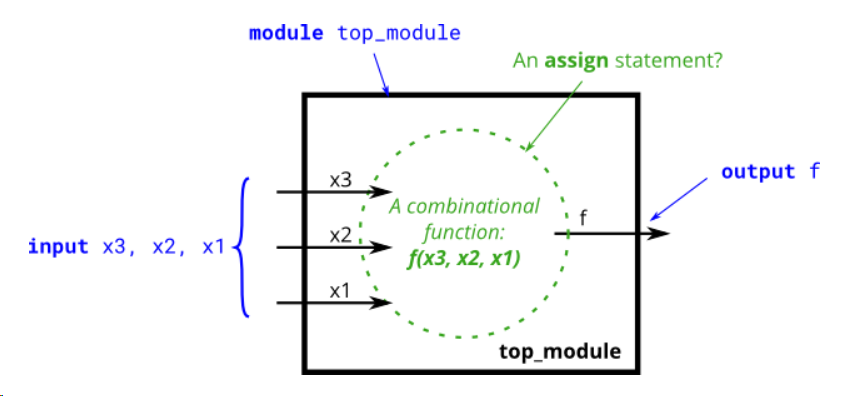 module top_module
An assign statement?
output f
x3
A combinational
function:
f(x3, x2, x1)
f
x2
input x3, x2, x1
x1
top_module